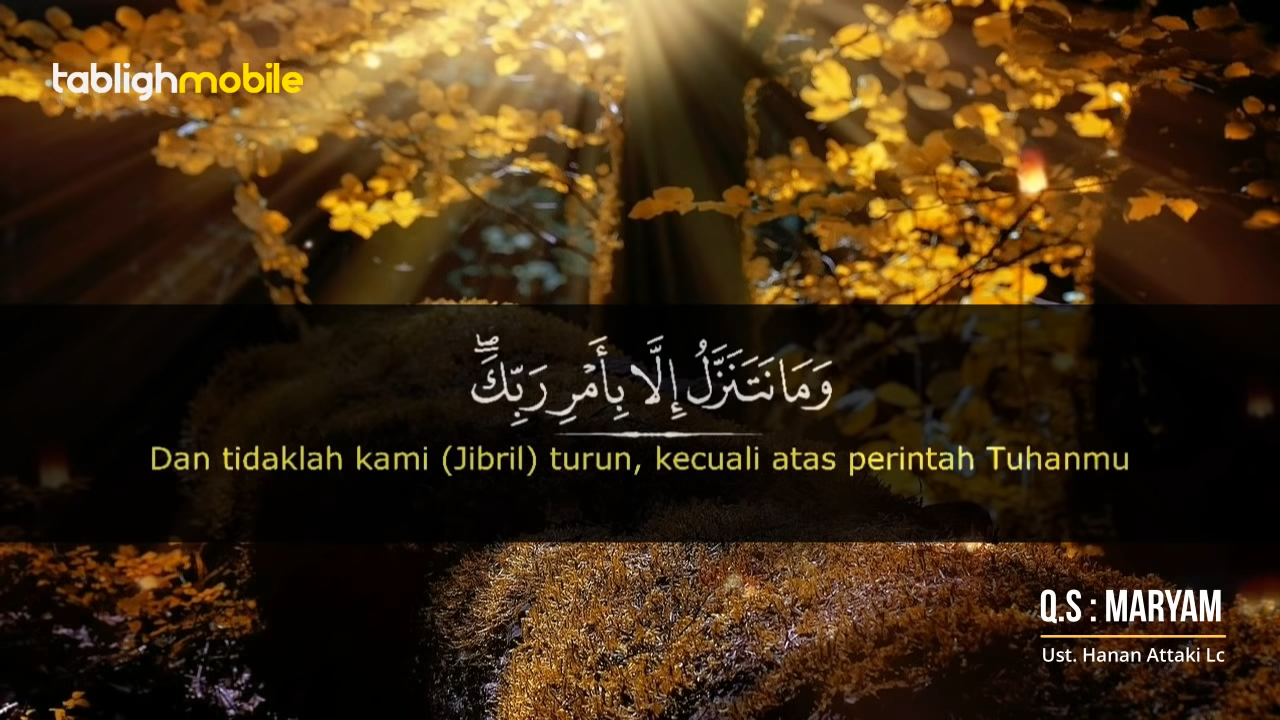 tablighmobile
وَمَا نَتَنَزَّلُ إِلَّا بِأَمْرِ رَبِّكَ ۖ
Dan tidaklah kami (Jibril) turun, kecuali atas perintah Tuhanmu
Q.S : MARYAM
Ust. Hanan Attaki Lc